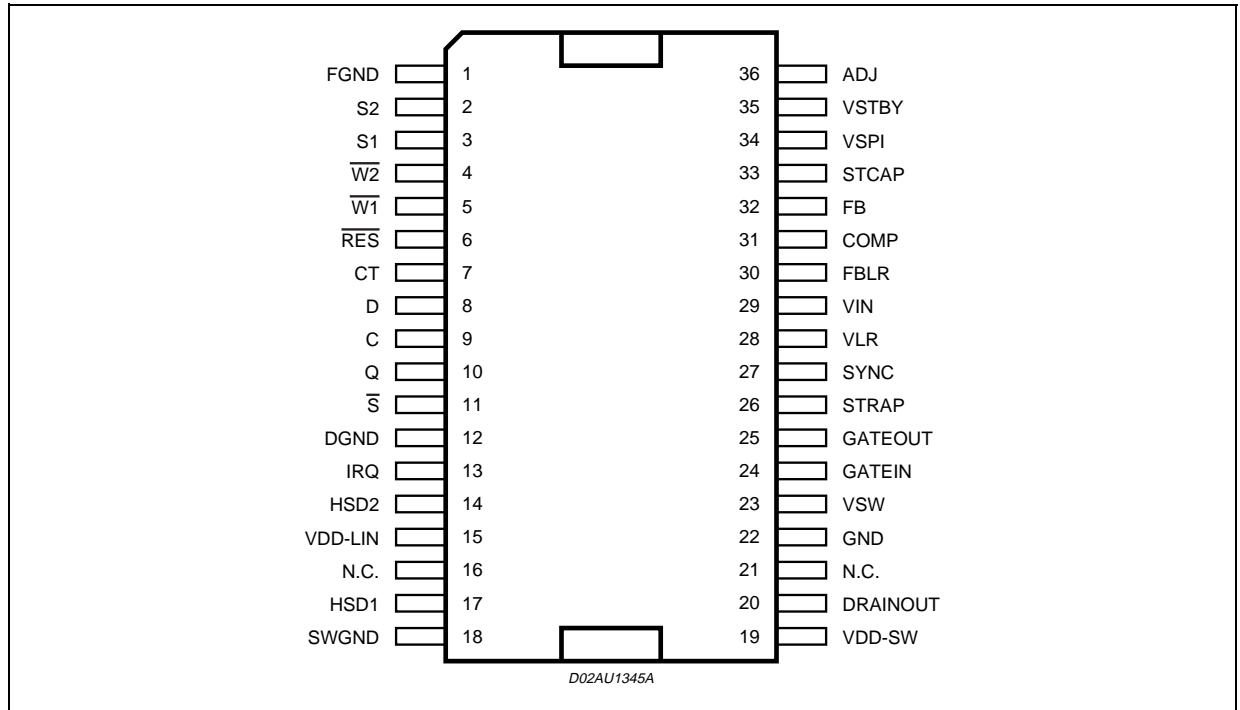 FGND 1 36 ADJ
S2 2 35 VSTBY
S1 3 34 VSPI
W̅2̅ 4 33 STCAP
W̅1̅ 5 32 FB
R̅E̅S̅ 6 31 COMP
CT 7 30 FBLR
D 8 29 VIN
C 9 28 VLR
Q 10 27 SYNC
S̅ 11 26 STRAP
DGND 12 25 GATEOUT
IRQ 13 24 GATEIN
HSD2 14 23 VSW
VDD-LIN 15 22 GND
N.C. 16 21 N.C.
HSD1 17 20 DRAINOUT
SWGND 18 19 VDD-SW
D02AU1345A